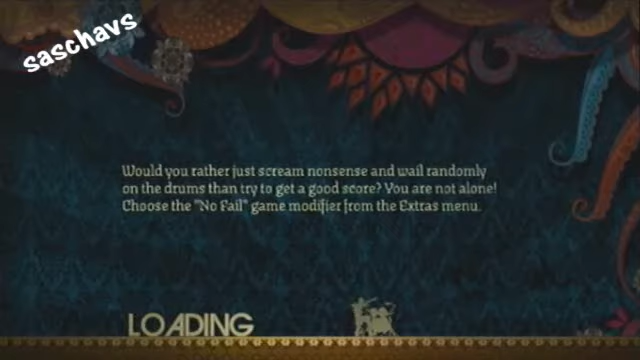 saschavs
Would you rather just scream nonsense and wail randomly
on the drums than try to get a good score? You are not alone!
Choose the "No Fail" game modifier from the Extras menu.
LOADING